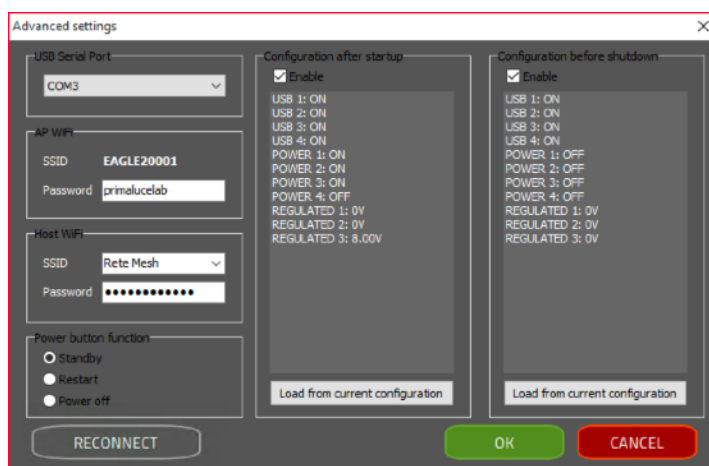 Advanced settings
USB Serial Port
COM3
AP WiFi
SSID EAGLE20001
Password primalucelab
Host WiFi
SSID Rete Mesh
Password ●●●●●●●●●●●●
Power button function
Standby
Restart
Power off
Configuration after startup
Enable
USB 1: ON
USB 2: ON
USB 3: ON
USB 4: ON
POWER 1: ON
POWER 2: ON
POWER 3: ON
POWER 4: OFF
REGULATED 1: 0V
REGULATED 2: 0V
REGULATED 3: 8.00V
Load from current configuration
Configuration before shutdown
Enable
USB 1: ON
USB 2: ON
USB 3: ON
USB 4: ON
POWER 1: OFF
POWER 2: OFF
POWER 3: OFF
POWER 4: OFF
REGULATED 1: 0V
REGULATED 2: 0V
REGULATED 3: 0V
Load from current configuration
RECONNECT
OK
CANCEL